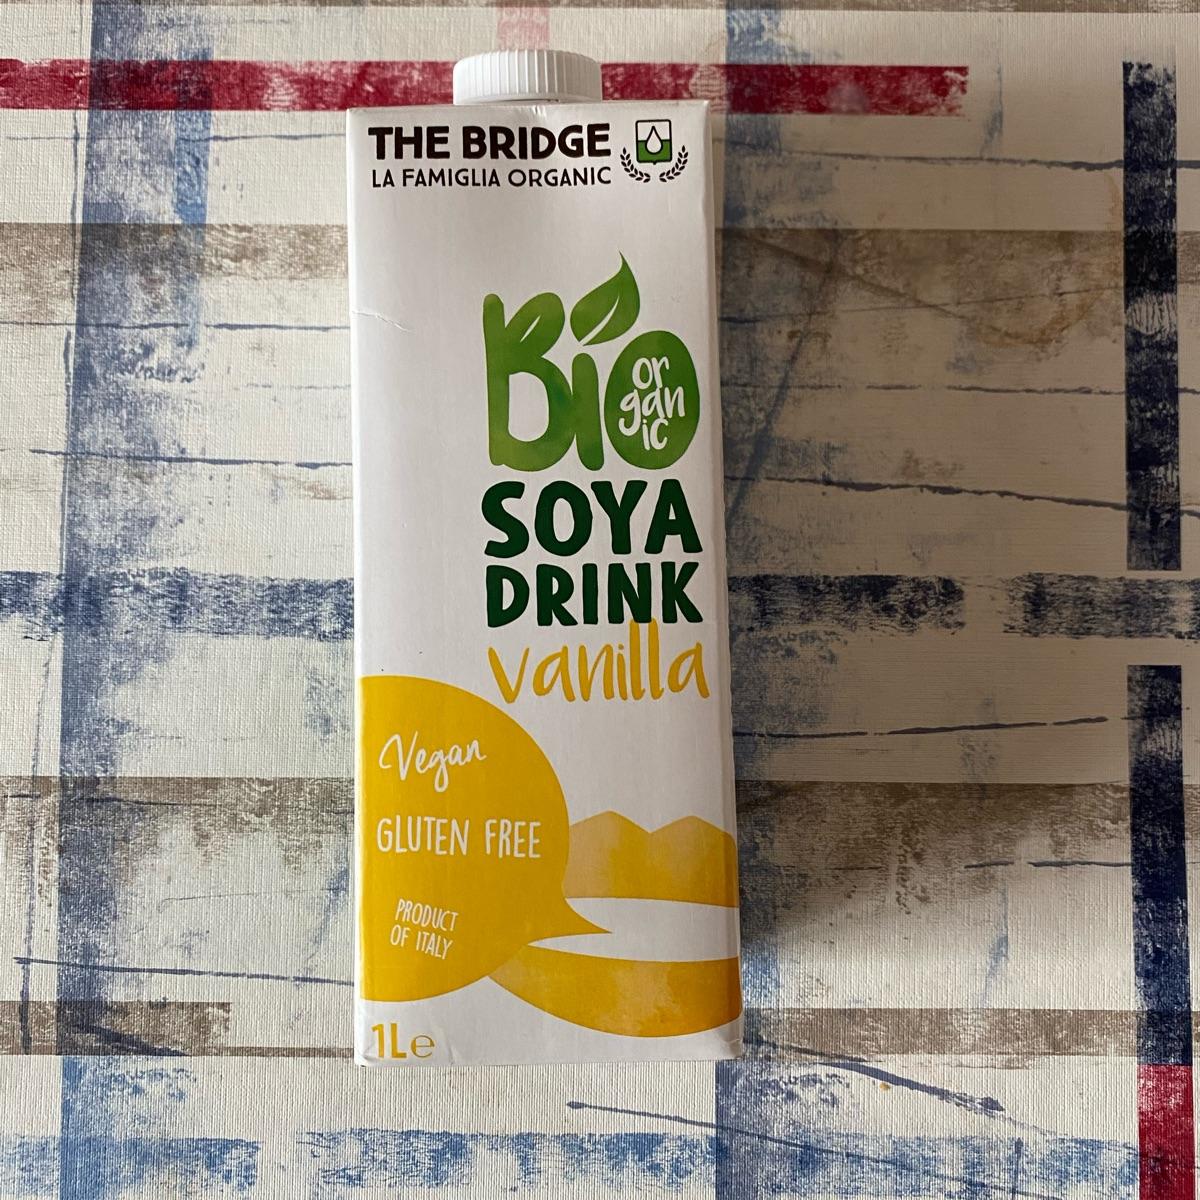 THE BRIDGE
LA FAMIGLIA ORGANIC
Bio
or
gan
ic
SOYA
DRINK
vanilla
Vegan
GLUTEN FREE
PRODUCT
OF ITALY
1L℮